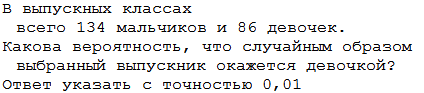 В выпускных классах
всего 134 мальчиков и 86 девочек.
Какова вероятность, что случайным образом
выбранный выпускник окажется девочкой?
Ответ указать с точностью 0,01